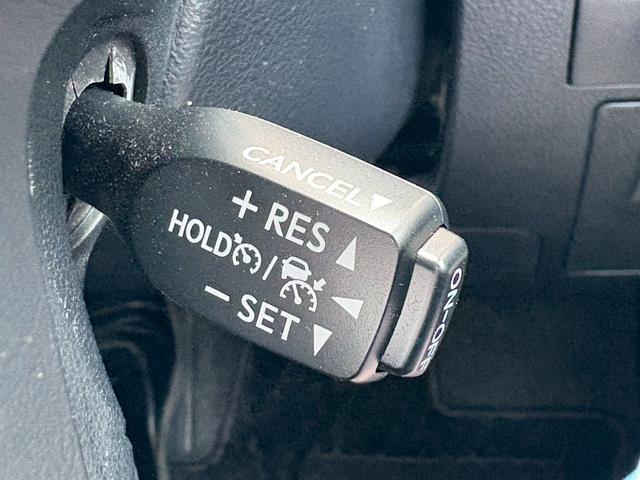 CANCEL
+ RES
HOLD /
- SET
ON-OFF